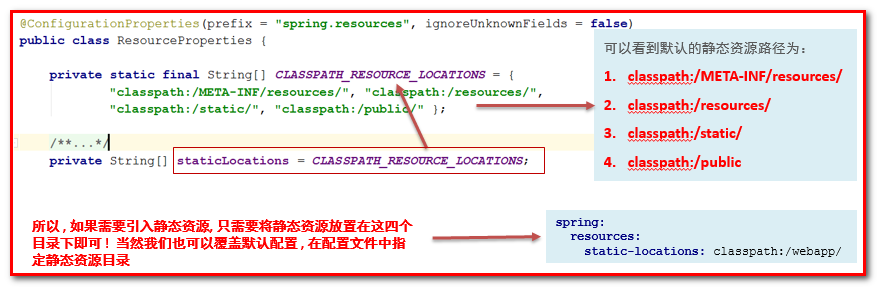 @ConfigurationProperties(prefix = "spring.resources", ignoreUnknownFields = false)
public class ResourceProperties {
private static final String[] CLASSPATH_RESOURCE_LOCATIONS = {
"classpath:/META-INF/resources/", "classpath:/resources/",
"classpath:/static/", "classpath:/public/" };
/**...*/
private String[] staticLocations = CLASSPATH_RESOURCE_LOCATIONS;
可以看到默认的静态资源路径为：
1. classpath:/META-INF/resources/
2. classpath:/resources/
3. classpath:/static/
4. classpath:/public
所以，如果需要引入静态资源，只需要将静态资源放置在这四个
目录下即可！当然我们也可以覆盖默认配置，在配置文件中指
定静态资源目录
spring:
resources:
static-locations: classpath:/webapp/